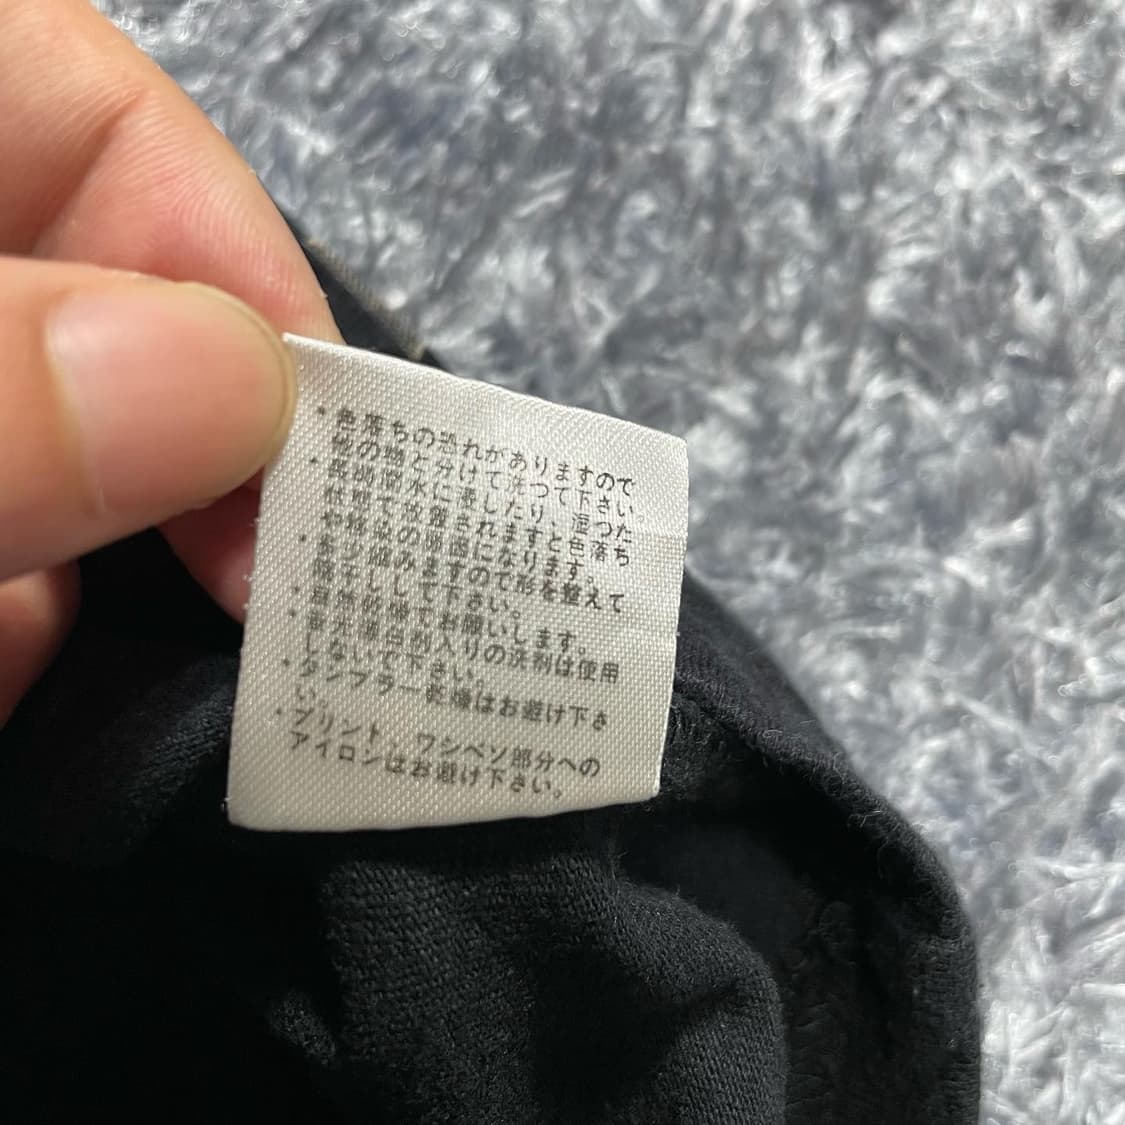 ・色落ちの恐れがありますので
他の物と分けて洗つて下さい。
・長時間水に浸したり、湿つた
状態で放置されますと色落ち
や移染の原因になります。
・多少縮みますので形を整えて
陰干しして下さい。
・自然乾燥でお願いします。
・蛍光増白剤入りの洗剤は使用
しないで下さい。
・タンブラー乾燥はお避け下さ
い。
・プリント、ワツペン部分への
アイロンはお避け下さい。